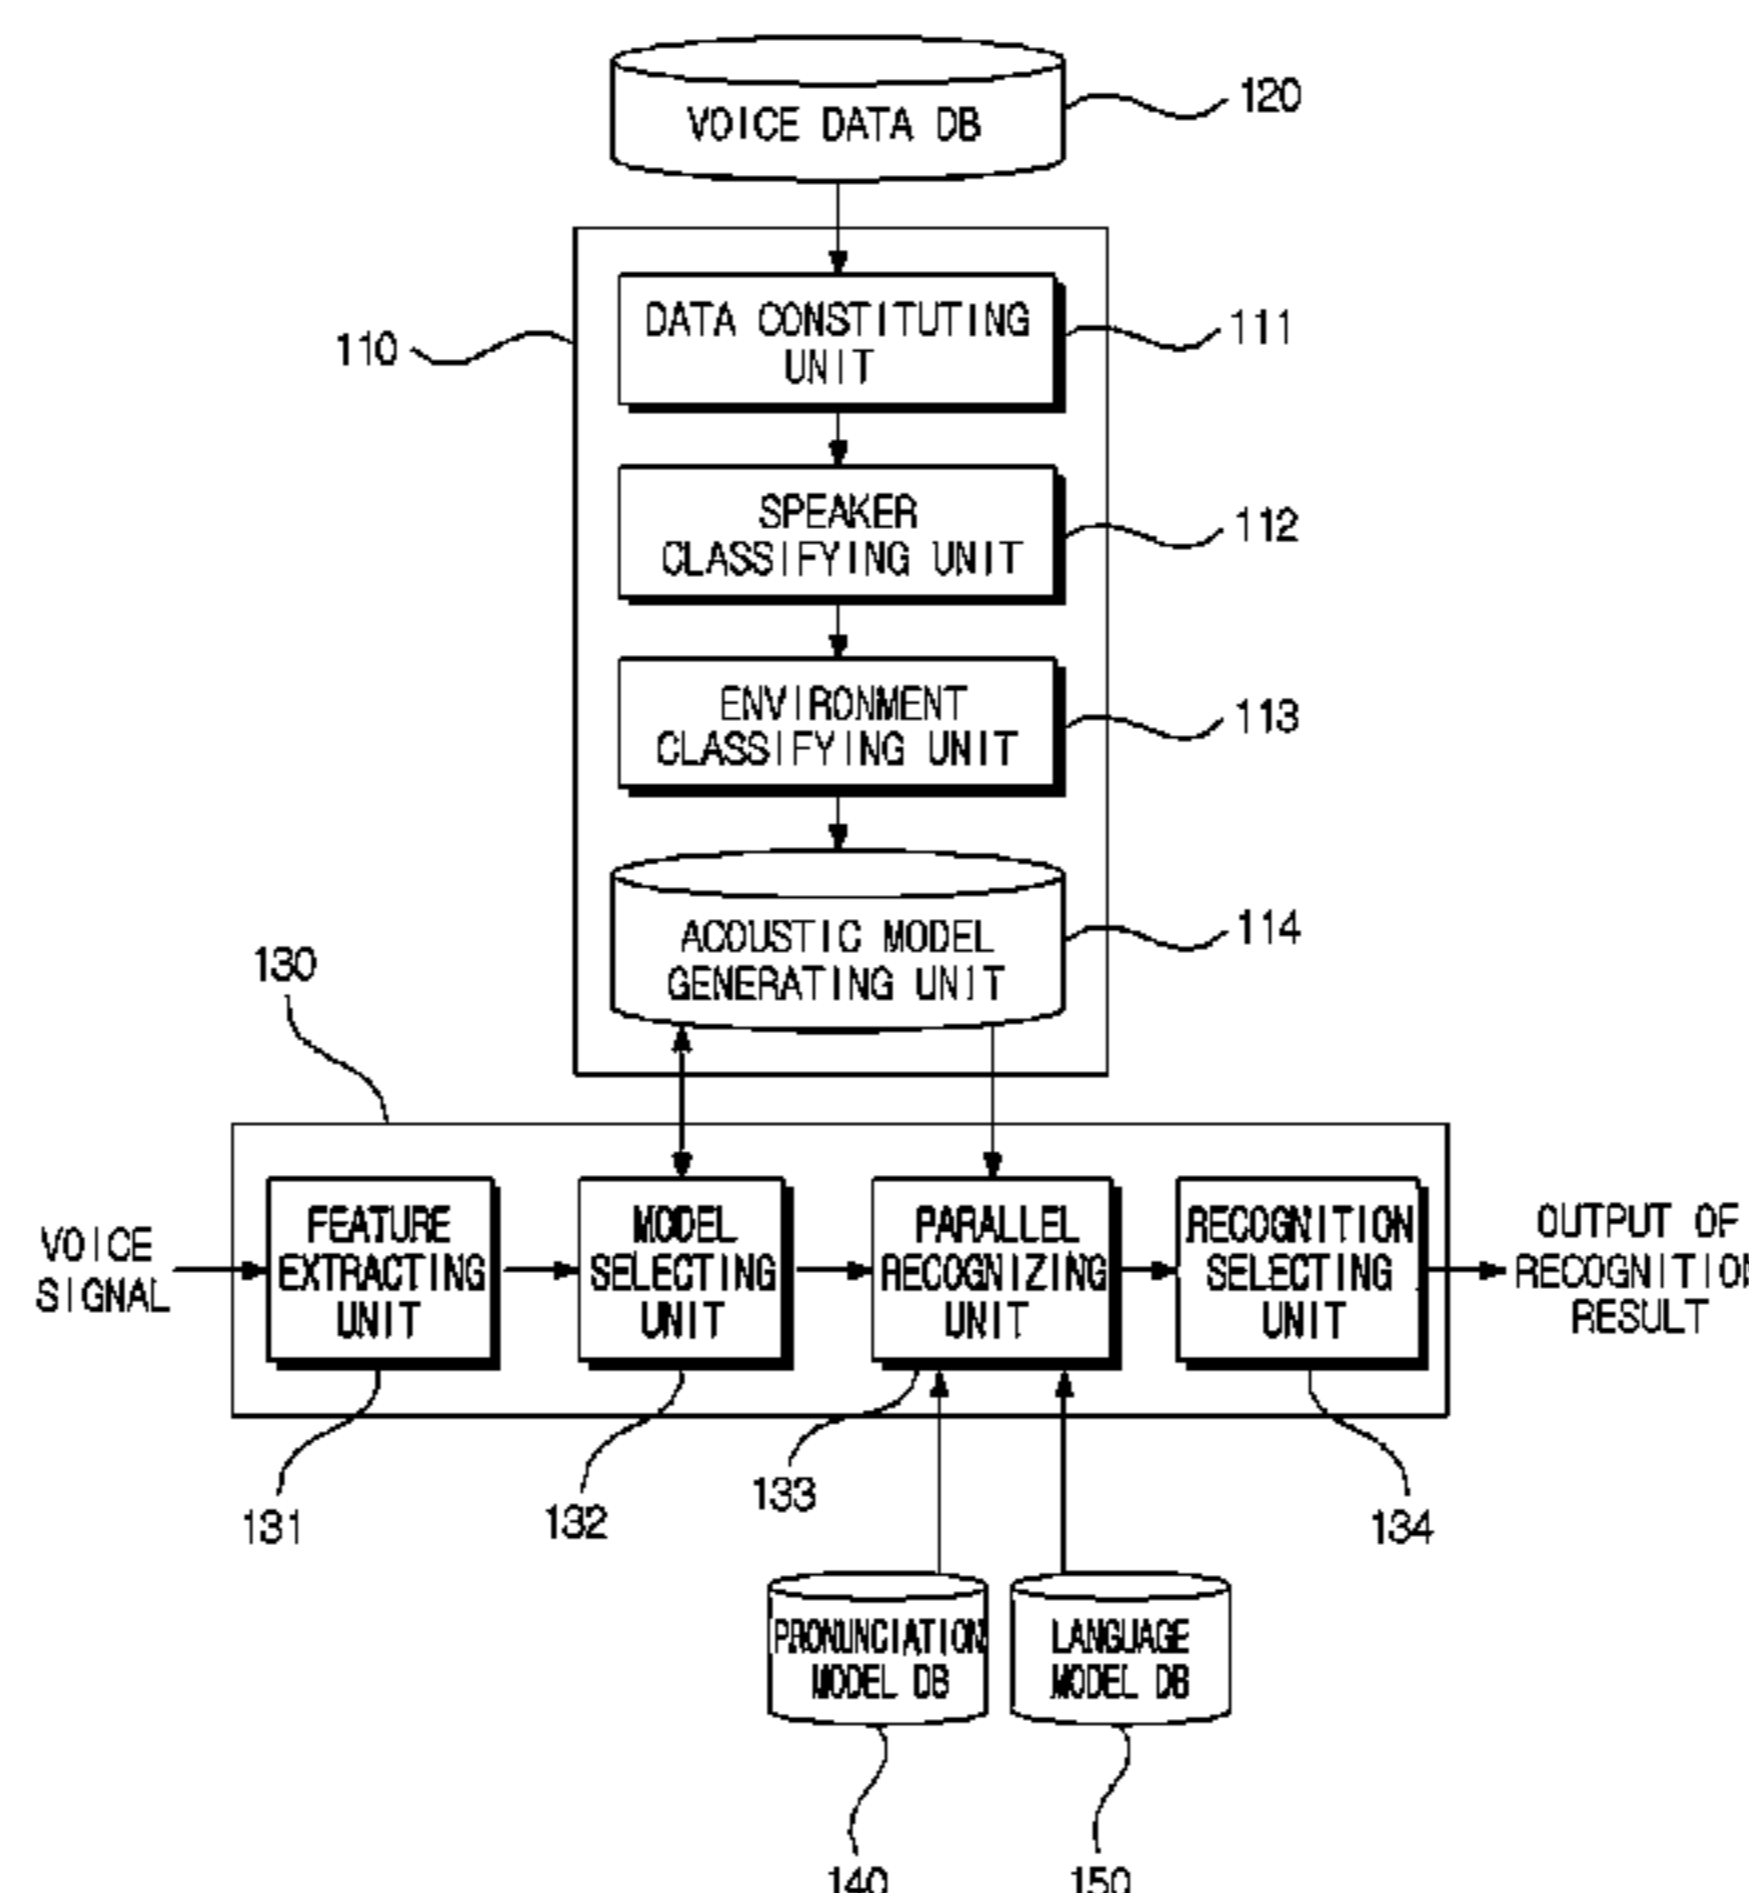 VOICE DATA DB
120
DATA CONSTITUTING
UNIT
111
110
SPEAKER
CLASSIFYING UNIT
112
ENVIRONMENT
CLASSIFYING UNIT
113
ACOUSTIC MODEL
GENERATING UNIT
114
130
VOICE
SIGNAL
FEATURE
EXTRACTING
UNIT
MODEL
SELECTING
UNIT
PARALLEL
RECOGNIZING
UNIT
RECOGNITION
SELECTING
UNIT
OUTPUT OF
RECOGNITION
RESULT
131
132
133
134
PRONUNCIATION
MODEL DB
LANGUAGE
MODEL DB
140
150